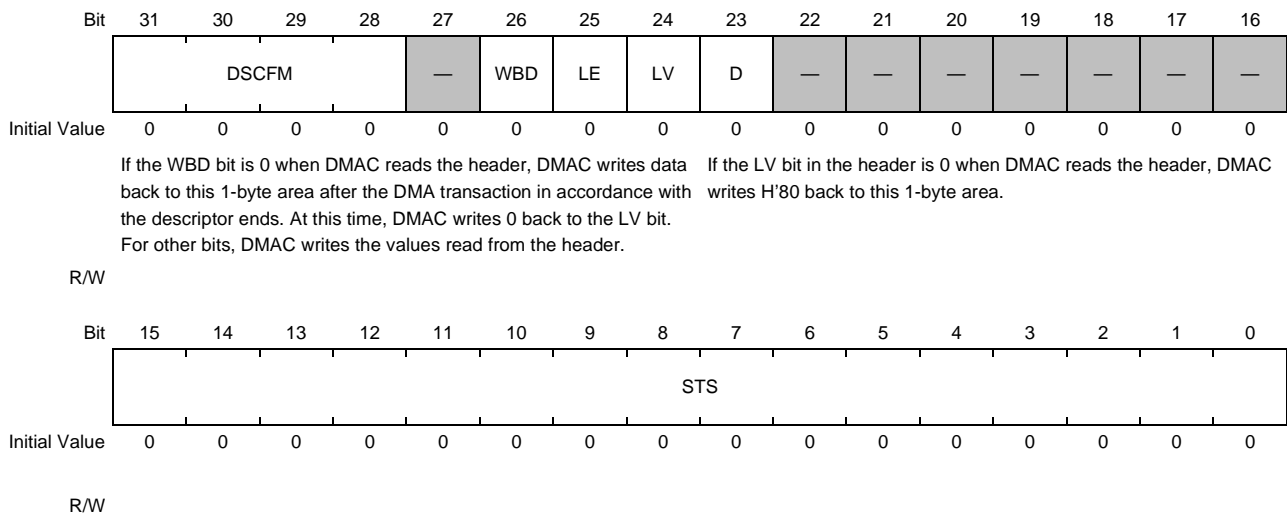 Bit 31 30 29 28 27 26 25 24 23 22 21 20 19 18 17 16
DSCFM — WBD LE LV D — — — — — — —
Initial Value 0 0 0 0 0 0 0 0 0 0 0 0 0 0 0 0
If the WBD bit is 0 when DMAC reads the header, DMAC writes data
back to this 1-byte area after the DMA transaction in accordance with
the descriptor ends. At this time, DMAC writes 0 back to the LV bit.
For other bits, DMAC writes the values read from the header.
If the LV bit in the header is 0 when DMAC reads the header, DMAC
writes H'80 back to this 1-byte area.
R/W
Bit 15 14 13 12 11 10 9 8 7 6 5 4 3 2 1 0
STS
Initial Value 0 0 0 0 0 0 0 0 0 0 0 0 0 0 0 0
R/W